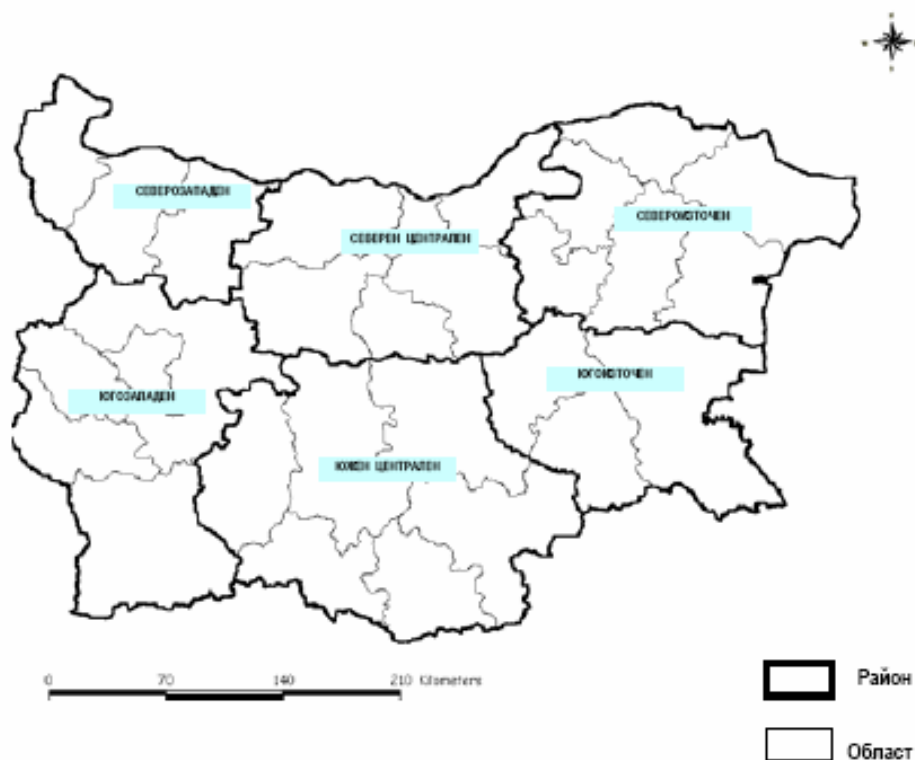 СЕВЕРОЗАПАДЕН
СЕВЕРОИЗТОЧЕН
СЕВЕРЕН ЦЕНТРАЛЕН
ЮГОИЗТОЧЕН
ЮГОЗАПАДЕН
ЮЖЕН ЦЕНТРАЛЕН
0 70 140 210 Kilometers
Район
Област